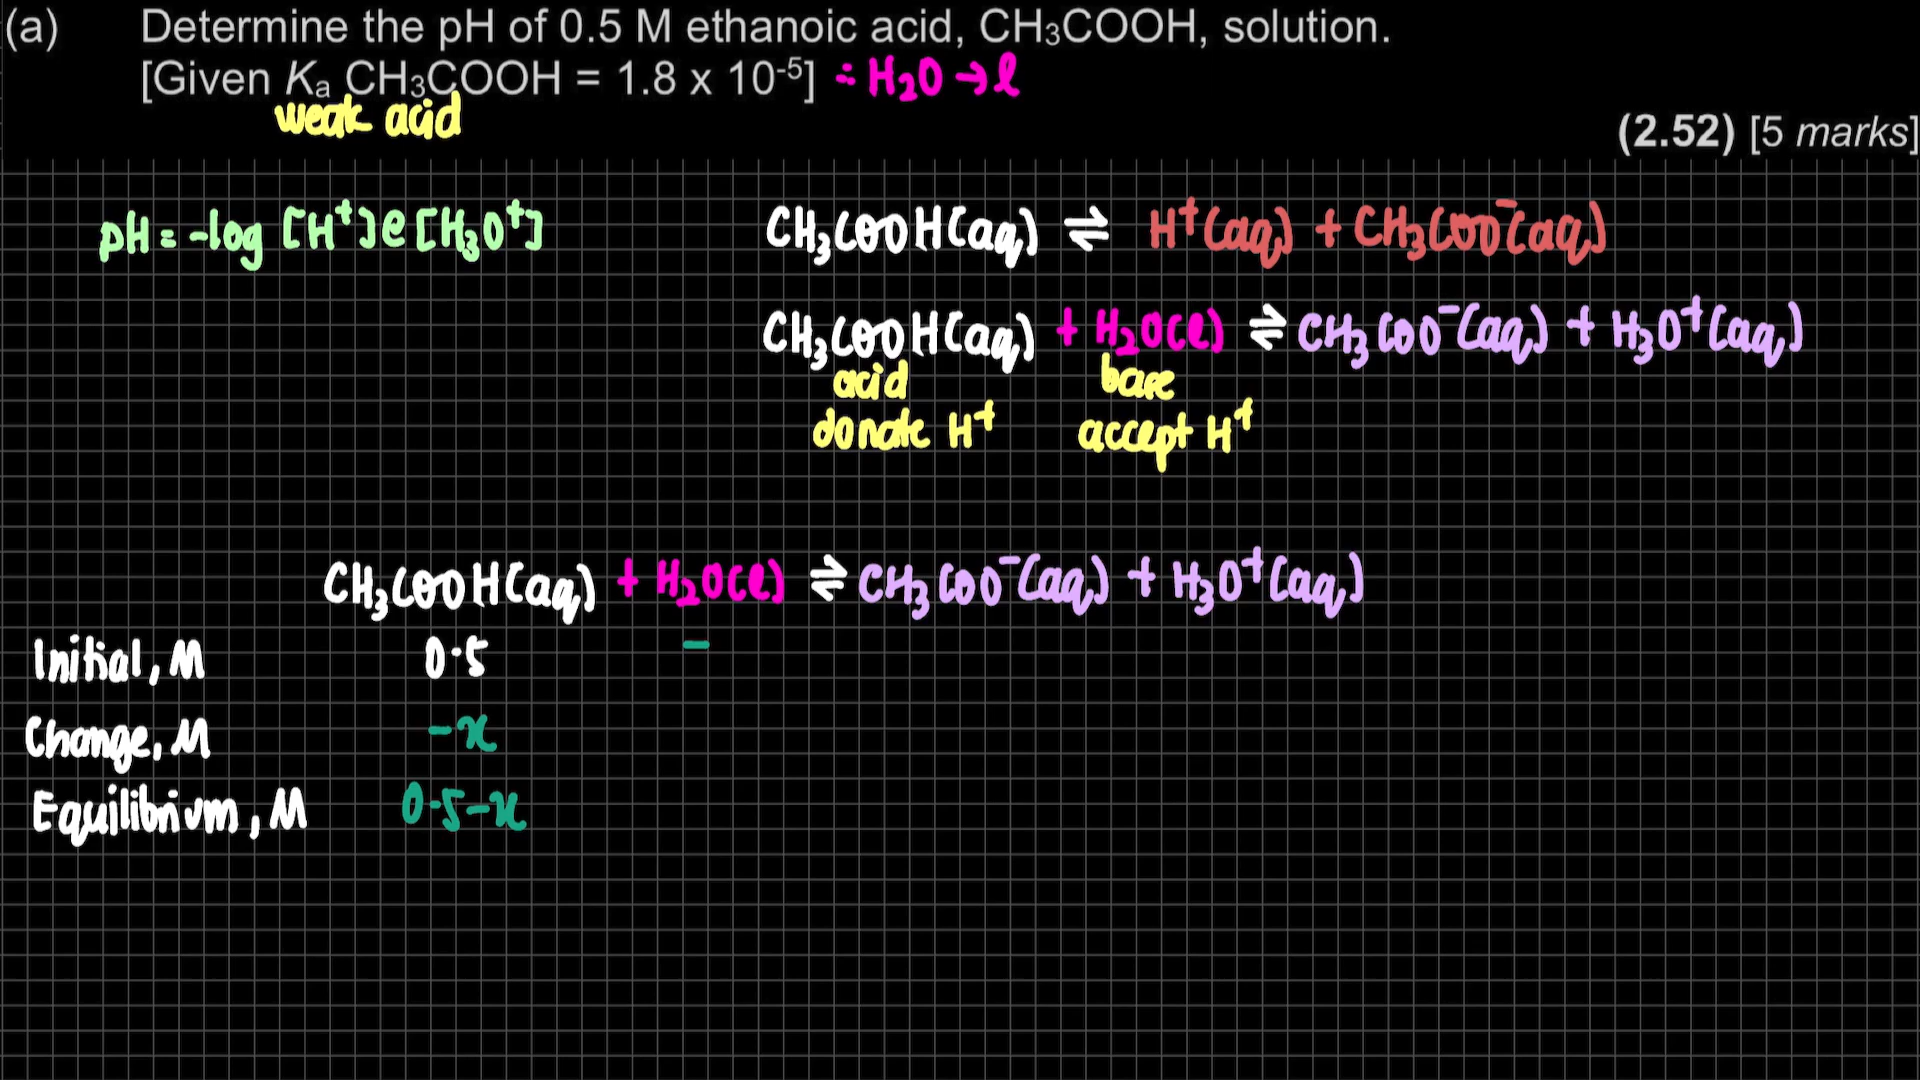 (a) Determine the pH of 0.5 M ethanoic acid, CH₃COOH, solution.
[Given Kₐ CH₃COOH = 1.8 x 10⁻⁵] ÷ H₂O → l
weak acid
(2.52) [5 marks]
pH = -log [H⁺] @ [H₃O⁺]
CH₃COOH(aq) ⇌ H⁺(aq) + CH₃COO⁻(aq)
CH₃COOH(aq) + H₂O(l) ⇌ CH₃COO⁻(aq) + H₃O⁺(aq)
acid base
donate H⁺ accept H⁺
CH₃COOH(aq) + H₂O(l) ⇌ CH₃COO⁻(aq) + H₃O⁺(aq)
Initial, M 0.5 -
Change, M -x
Equilibrium, M 0.5-x